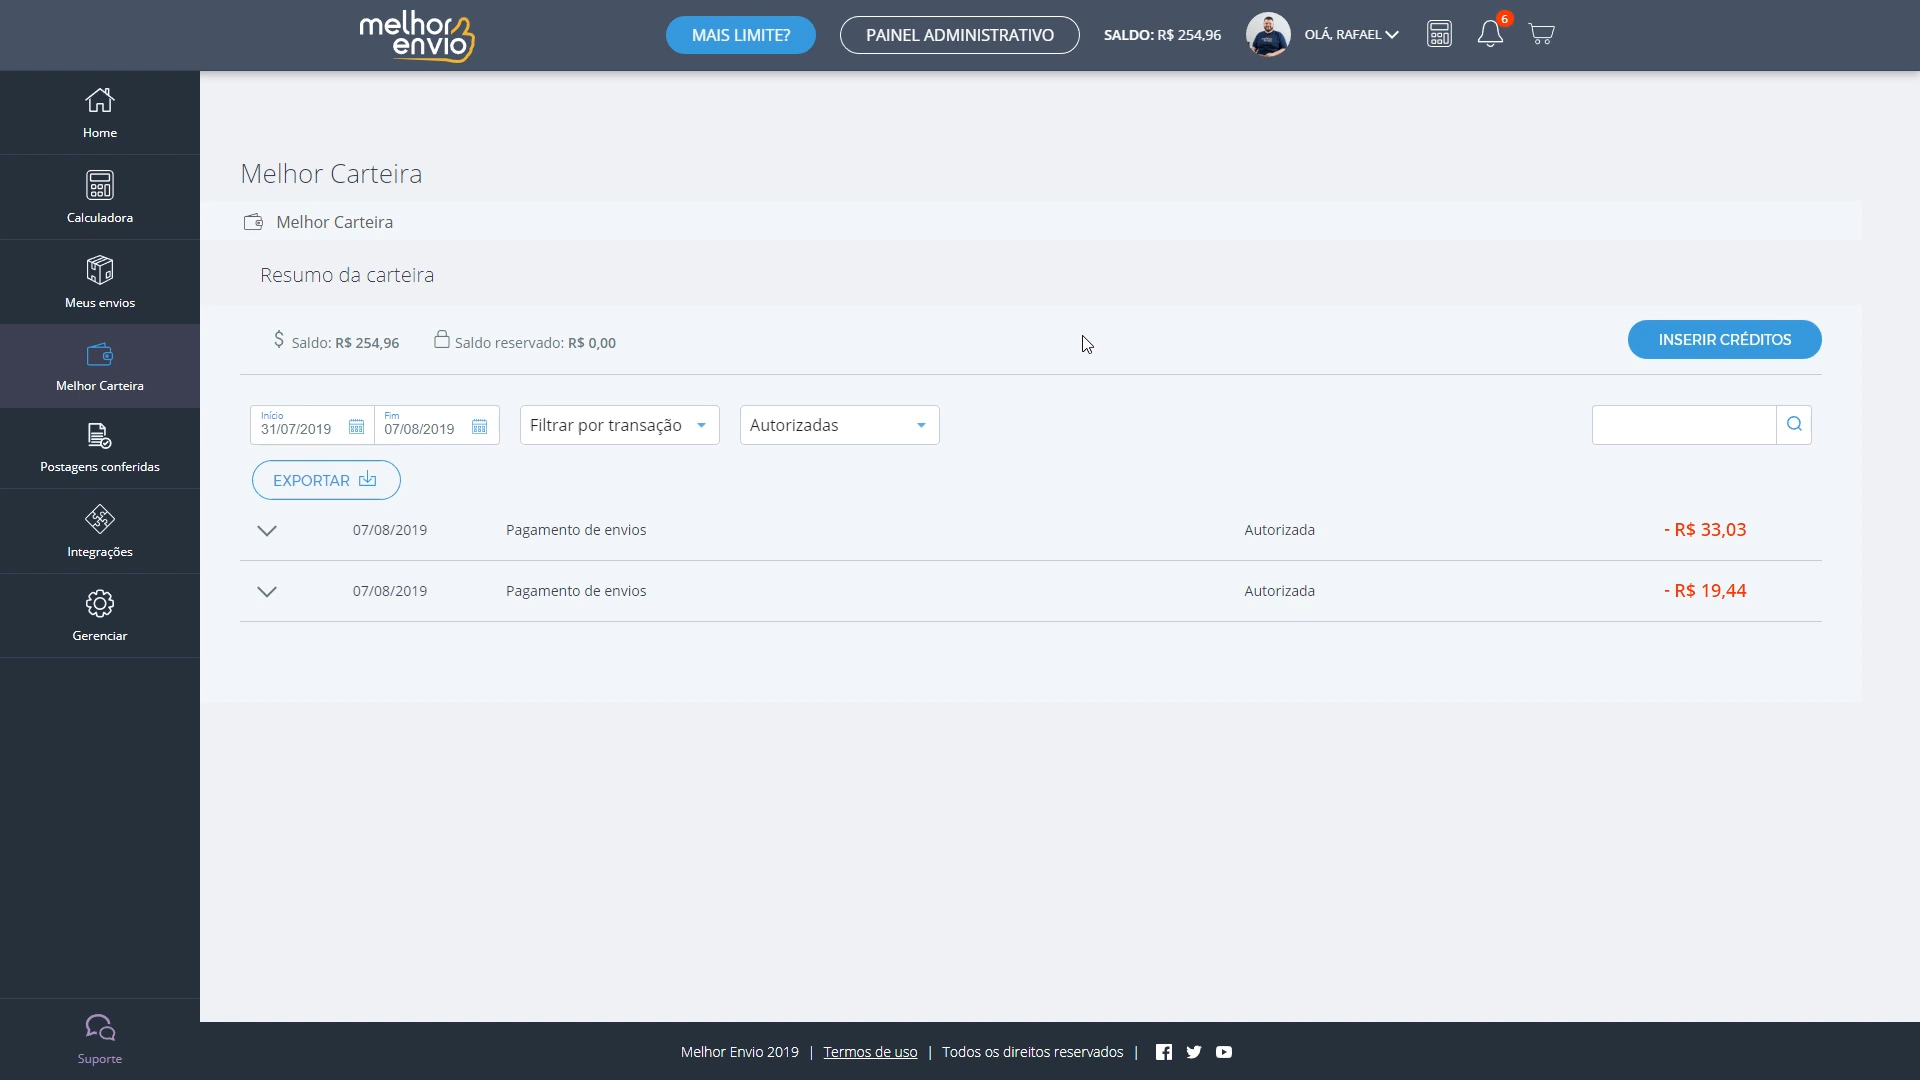 melhor envio
MAIS LIMITE?
PAINEL ADMINISTRATIVO
SALDO: R$ 254,96
OLÁ, RAFAEL
6
Home
Calculadora
Meus envios
Melhor Carteira
Postagens conferidas
Integrações
Gerenciar
Suporte
Melhor Carteira
Melhor Carteira
Resumo da carteira
Saldo: R$ 254,96
Saldo reservado: R$ 0,00
INSERIR CRÉDITOS
Início
31/07/2019
Fim
07/08/2019
Filtrar por transação
Autorizadas
EXPORTAR
07/08/2019 Pagamento de envios Autorizada - R$ 33,03
07/08/2019 Pagamento de envios Autorizada - R$ 19,44
Melhor Envio 2019 | Termos de uso | Todos os direitos reservados |